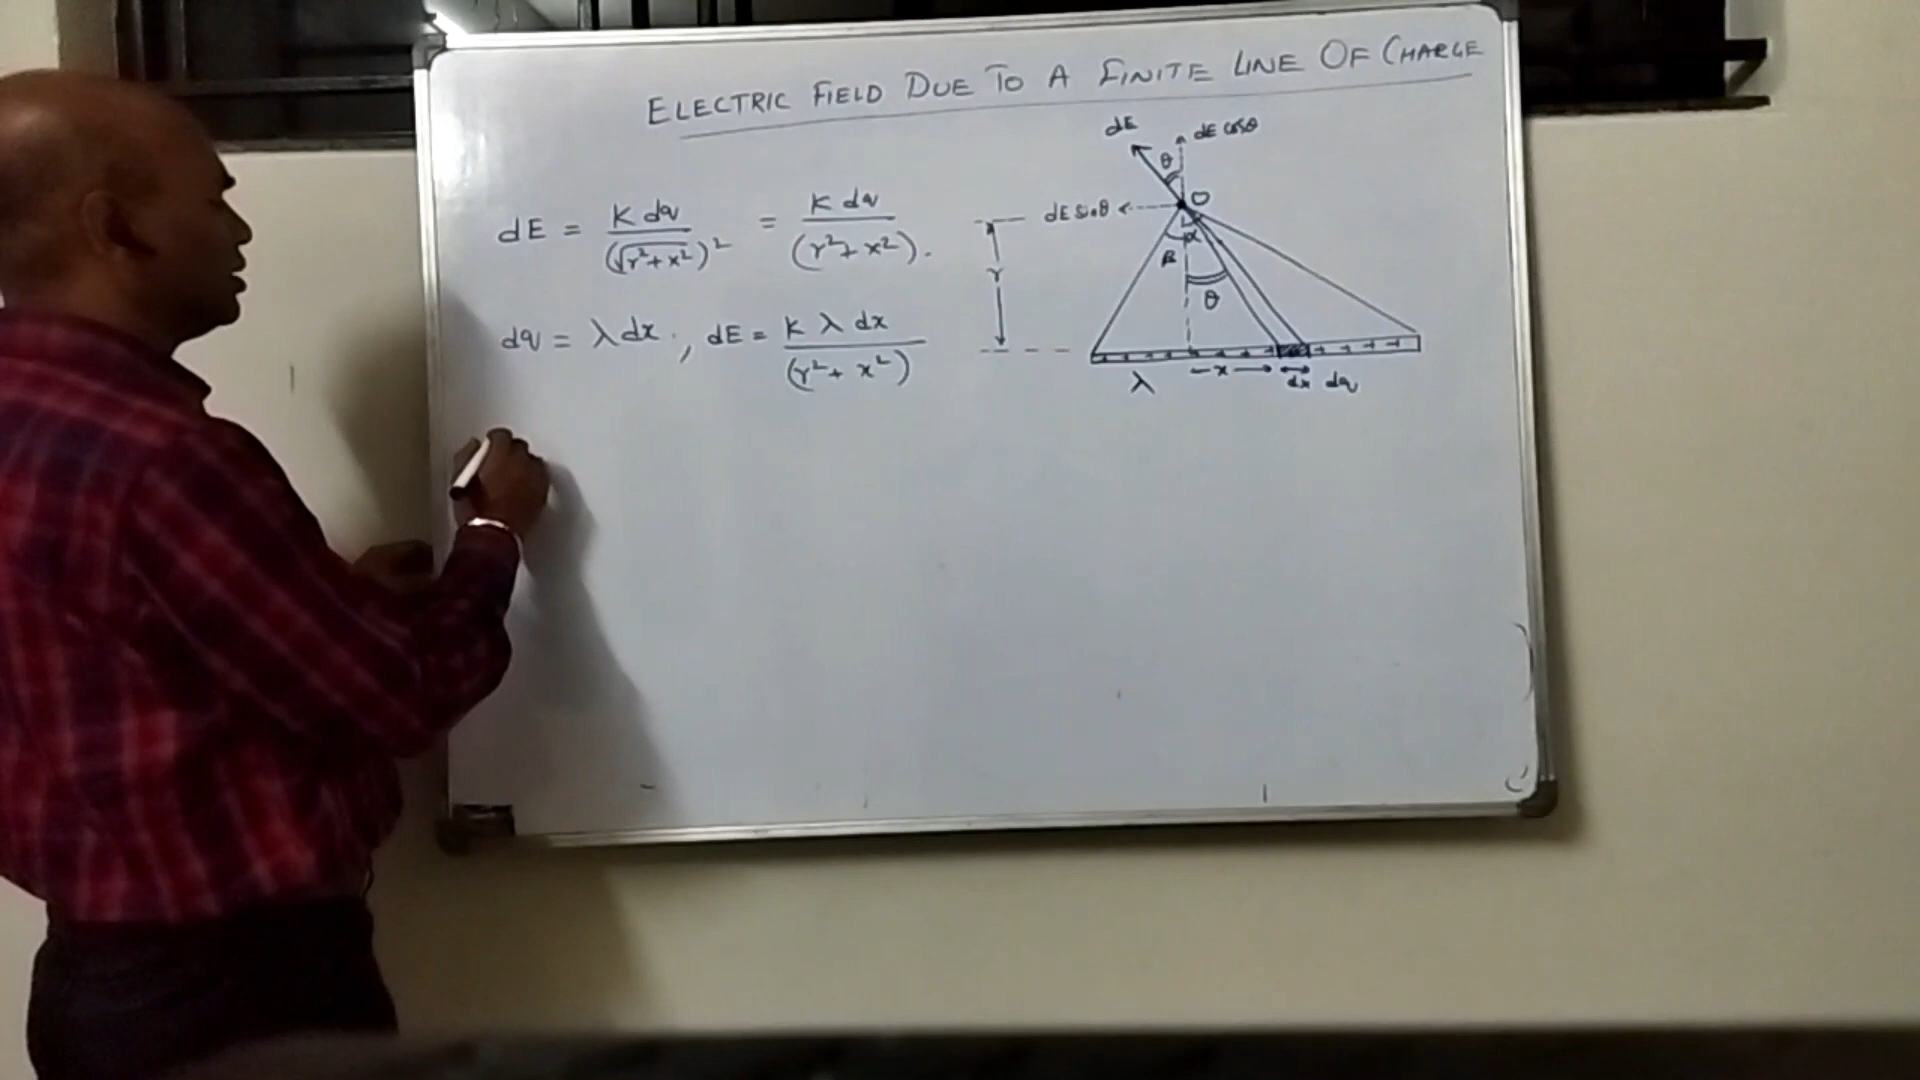 ELECTRIC FIELD DUE TO A FINITE LINE OF CHARGE
dE = K dq / (√r²+x²)² = K dq / (r²+x²).
dq = λ dx. , dE = K λ dx / (r² + x²)
dE
dE cosθ
θ
O
dE sinθ
α
β
r
θ
+ + + + + + + + + + +
x
λ
dx dq